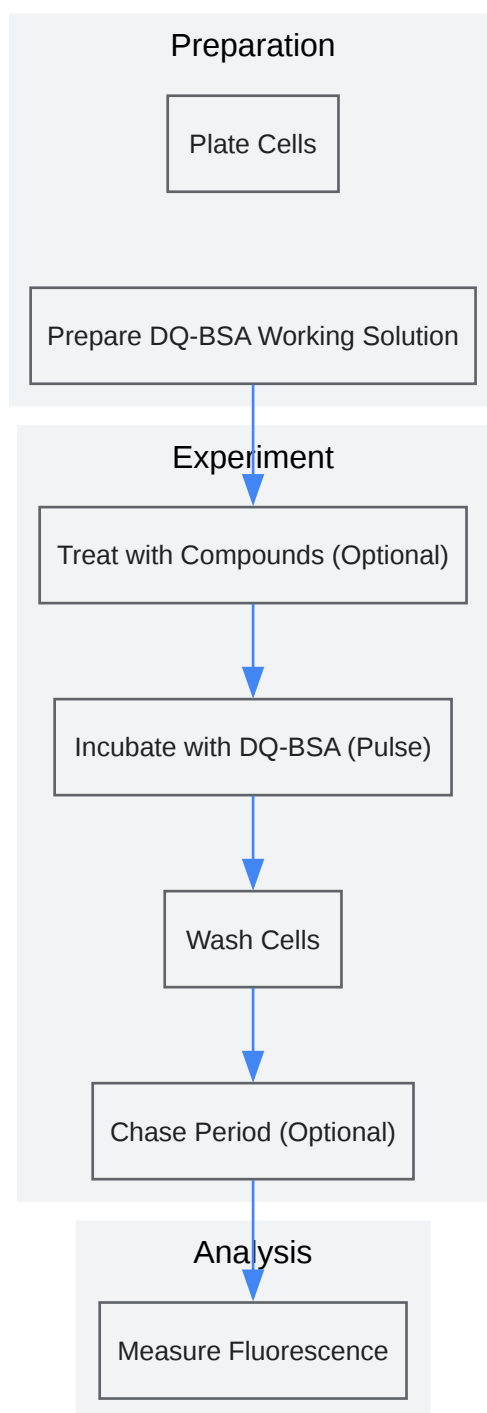 Preparation
Plate Cells
Prepare DQ-BSA Working Solution
Experiment
Treat with Compounds (Optional)
Incubate with DQ-BSA (Pulse)
Wash Cells
Chase Period (Optional)
Analysis
Measure Fluorescence